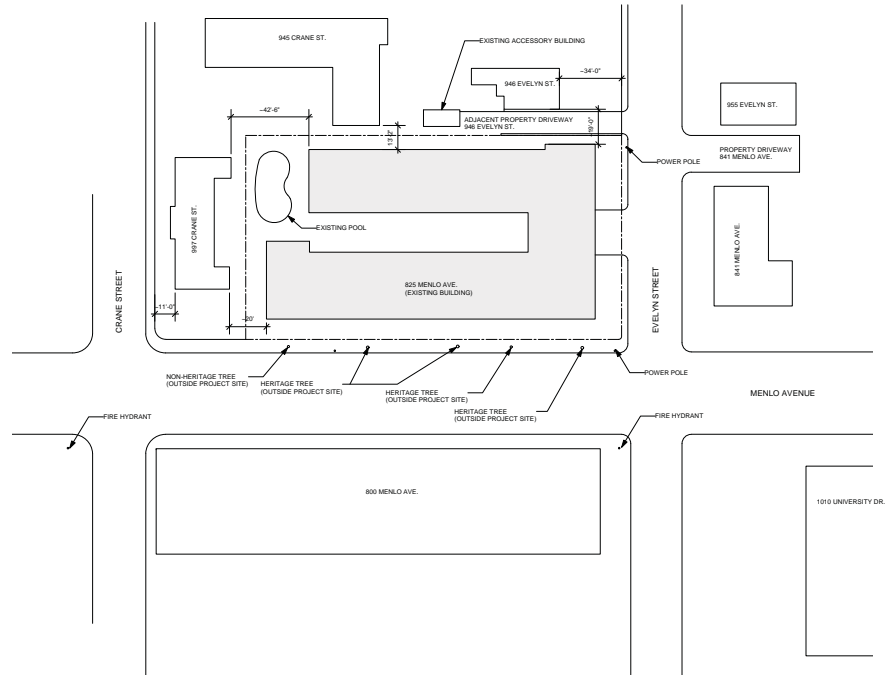 945 CRANE ST.
EXISTING ACCESSORY BUILDING
~34'-0"
946 EVELYN ST.
955 EVELYN ST.
~42'-6"
ADJACENT PROPERTY DRIVEWAY
946 EVELYN ST.
13'-2"
PROPERTY DRIVEWAY
841 MENLO AVE.
POWER POLE
997 CRANE ST.
EXISTING POOL
841 MENLO AVE.
825 MENLO AVE.
(EXISTING BUILDING)
CRANE STREET
EVELYN STREET
~11'-0"
~20'
NON-HERITAGE TREE
(OUTSIDE PROJECT SITE)
HERITAGE TREE
(OUTSIDE PROJECT SITE)
HERITAGE TREE
(OUTSIDE PROJECT SITE)
HERITAGE TREE
(OUTSIDE PROJECT SITE)
POWER POLE
MENLO AVENUE
FIRE HYDRANT
FIRE HYDRANT
800 MENLO AVE.
1010 UNIVERSITY DR.